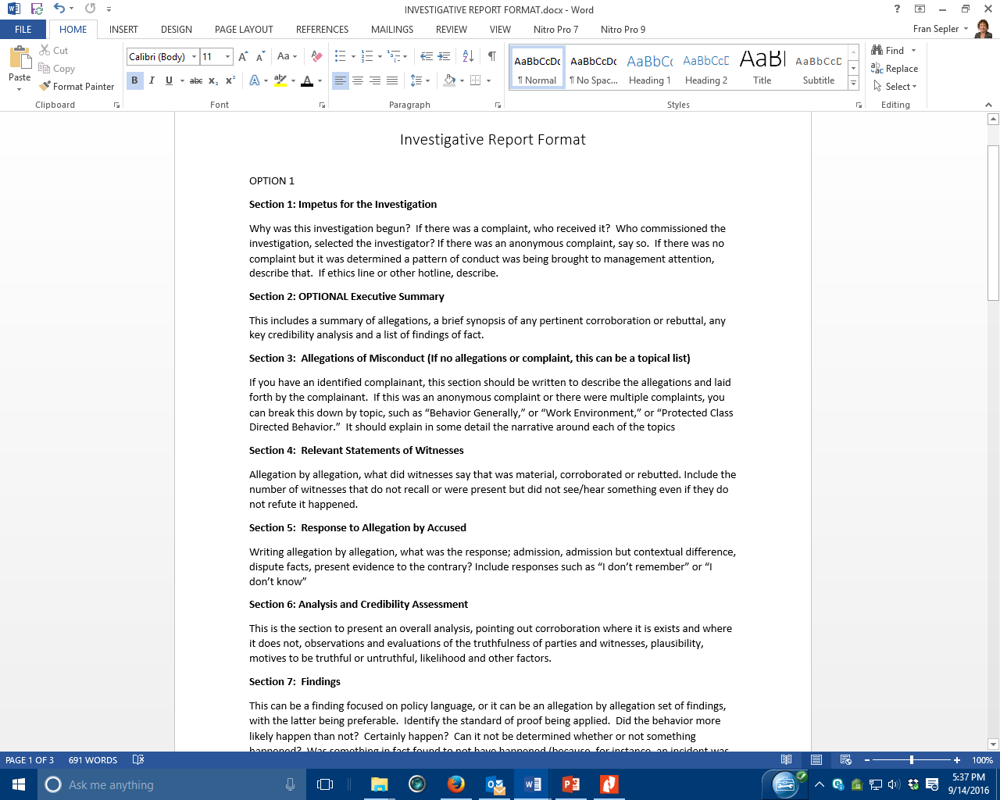 INVESTIGATIVE REPORT FORMAT.docx - Word
FILE HOME INSERT DESIGN PAGE LAYOUT REFERENCES MAILINGS REVIEW VIEW Nitro Pro 7 Nitro Pro 9 Fran Sepler
Paste Cut
Copy
Format Painter
Calibri (Body) 11
AaBbCcDc ¶ Normal
AaBbCcDc ¶ No Spac...
AaBbCc Heading 1
AaBbCcD Heading 2
AaBl Title
AaBbCcD Subtitle
Find
Replace
Select
Clipboard Font Paragraph Styles Editing
Investigative Report Format
OPTION 1
Section 1: Impetus for the Investigation
Why was this investigation begun?  If there was a complaint, who received it?  Who commissioned the
investigation, selected the investigator? If there was an anonymous complaint, say so.  If there was no
complaint but it was determined a pattern of conduct was being brought to management attention,
describe that.  If ethics line or other hotline, describe.
Section 2: OPTIONAL Executive Summary
This includes a summary of allegations, a brief synopsis of any pertinent corroboration or rebuttal, any
key credibility analysis and a list of findings of fact.
Section 3:  Allegations of Misconduct (If no allegations or complaint, this can be a topical list)
If you have an identified complainant, this section should be written to describe the allegations and laid
forth by the complainant.  If this was an anonymous complaint or there were multiple complaints, you
can break this down by topic, such as “Behavior Generally,” or “Work Environment,” or “Protected Class
Directed Behavior.”  It should explain in some detail the narrative around each of the topics
Section 4:  Relevant Statements of Witnesses
Allegation by allegation, what did witnesses say that was material, corroborated or rebutted. Include the
number of witnesses that do not recall or were present but did not see/hear something even if they do
not refute it happened.
Section 5:  Response to Allegation by Accused
Writing allegation by allegation, what was the response; admission, admission but contextual difference,
dispute facts, present evidence to the contrary? Include responses such as “I don’t remember” or “I
don’t know”
Section 6: Analysis and Credibility Assessment
This is the section to present an overall analysis, pointing out corroboration where it is exists and where
it does not, observations and evaluations of the truthfulness of parties and witnesses, plausibility,
motives to be truthful or untruthful, likelihood and other factors.
Section 7:  Findings
This can be a finding focused on policy language, or it can be an allegation by allegation set of findings,
with the latter being preferable.  Identify the standard of proof being applied.  Did the behavior more
likely happen than not?  Certainly happen?  Can it not be determined whether or not something
happened?  Was something in fact found to not have happened (because, for instance, an incident was
PAGE 1 OF 3 691 WORDS 100%
Ask me anything
5:37 PM
9/14/2016